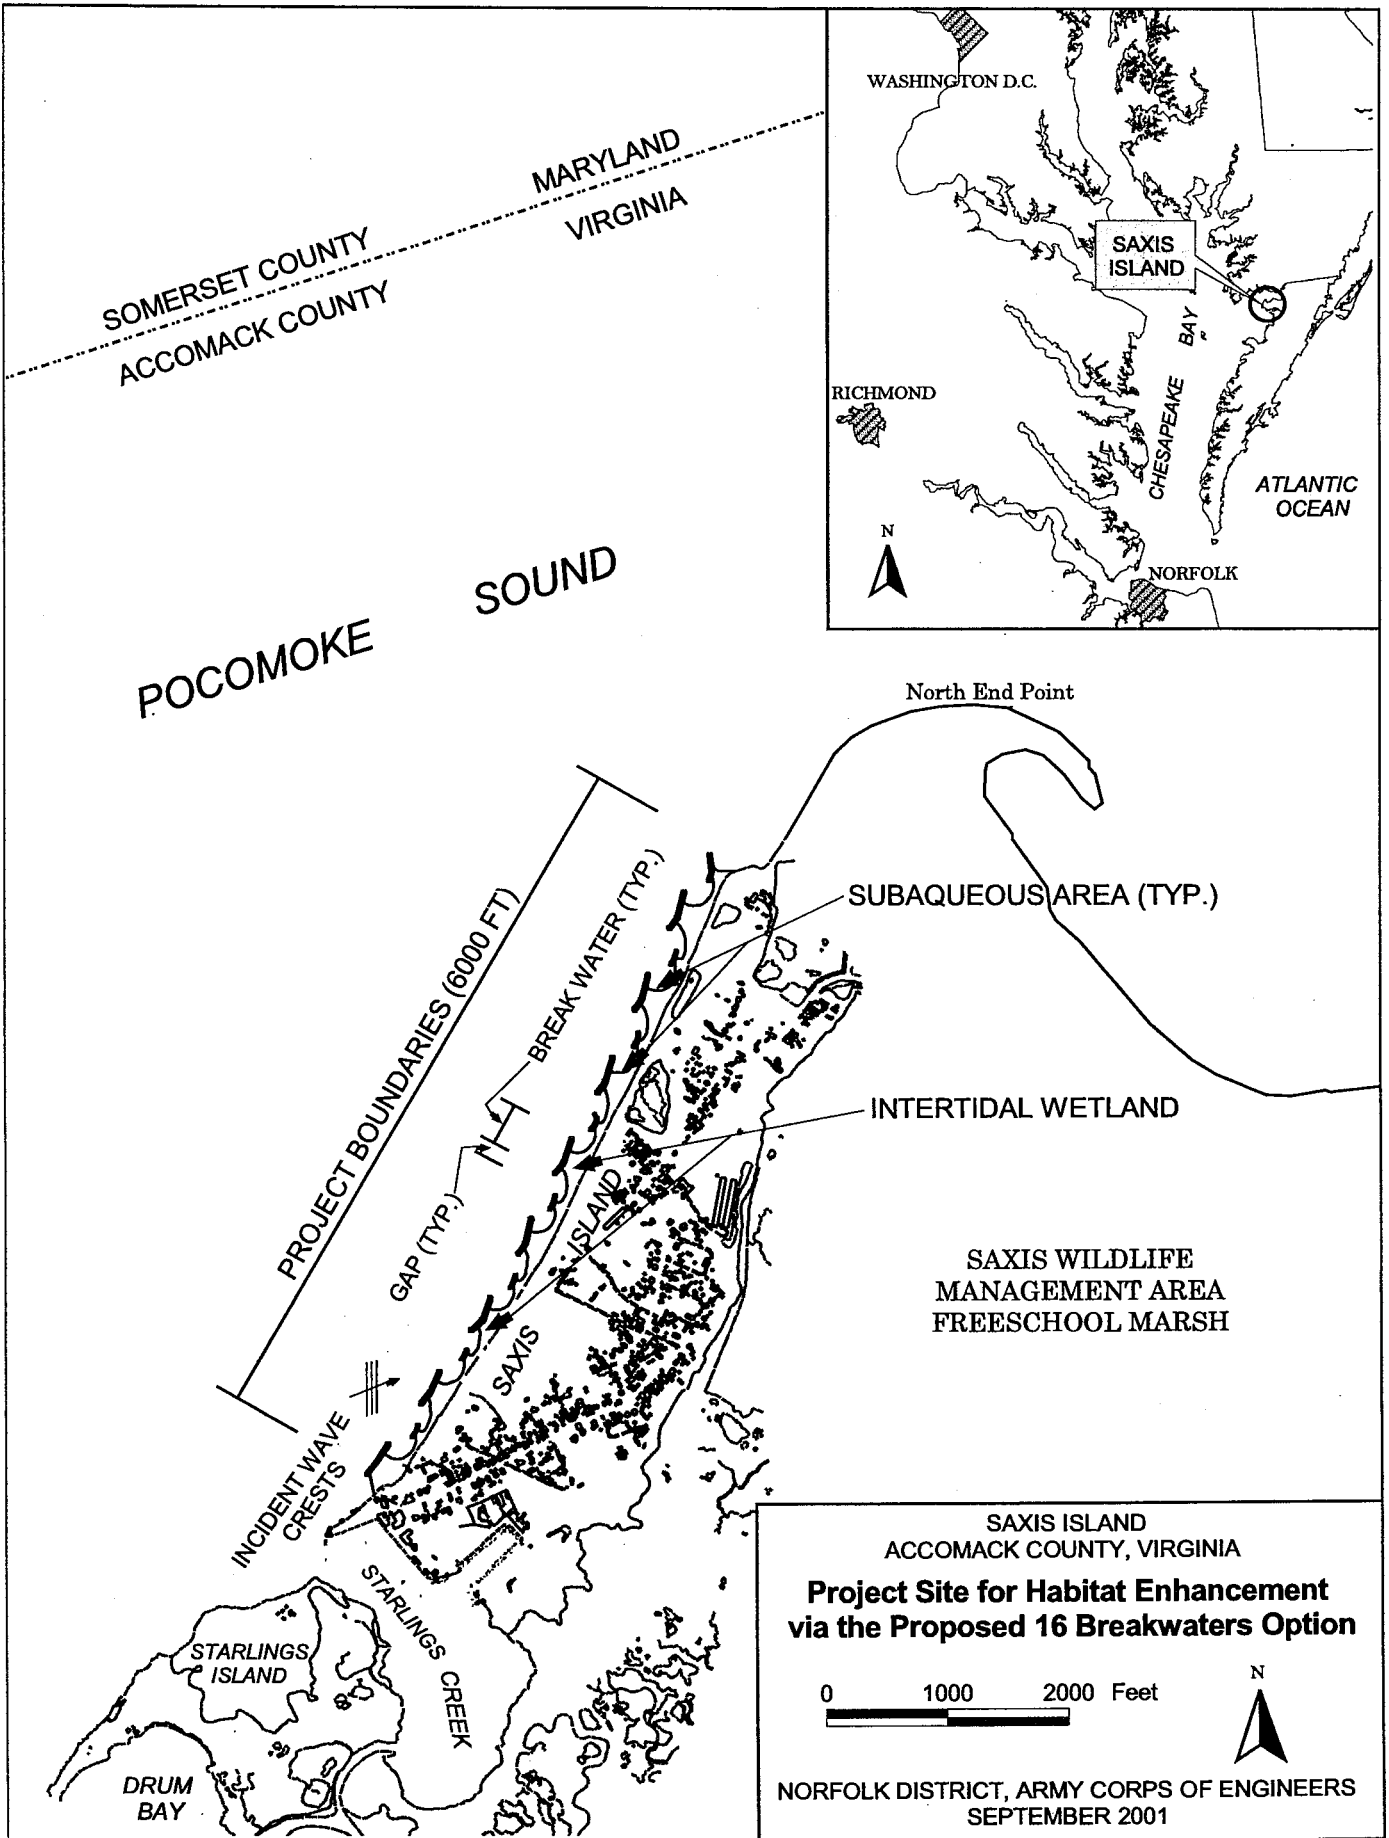 WASHINGTON D.C.
SAXIS
ISLAND
CHESAPEAKE BAY
RICHMOND
ATLANTIC
OCEAN
N
NORFOLK
MARYLAND
VIRGINIA
SOMERSET COUNTY
ACCOMACK COUNTY
POCOMOKE SOUND
North End Point
PROJECT BOUNDARIES (6000 FT)
BREAK WATER (TYP.)
GAP (TYP.)
SUBAQUEOUS AREA (TYP.)
INTERTIDAL WETLAND
SAXIS ISLAND
SAXIS WILDLIFE
MANAGEMENT AREA
FREESCHOOL MARSH
INCIDENT WAVE
CRESTS
STARLINGS CREEK
STARLINGS
ISLAND
DRUM
BAY
SAXIS ISLAND
ACCOMACK COUNTY, VIRGINIA
Project Site for Habitat Enhancement
via the Proposed 16 Breakwaters Option
0 1000 2000 Feet
N
NORFOLK DISTRICT, ARMY CORPS OF ENGINEERS
SEPTEMBER 2001